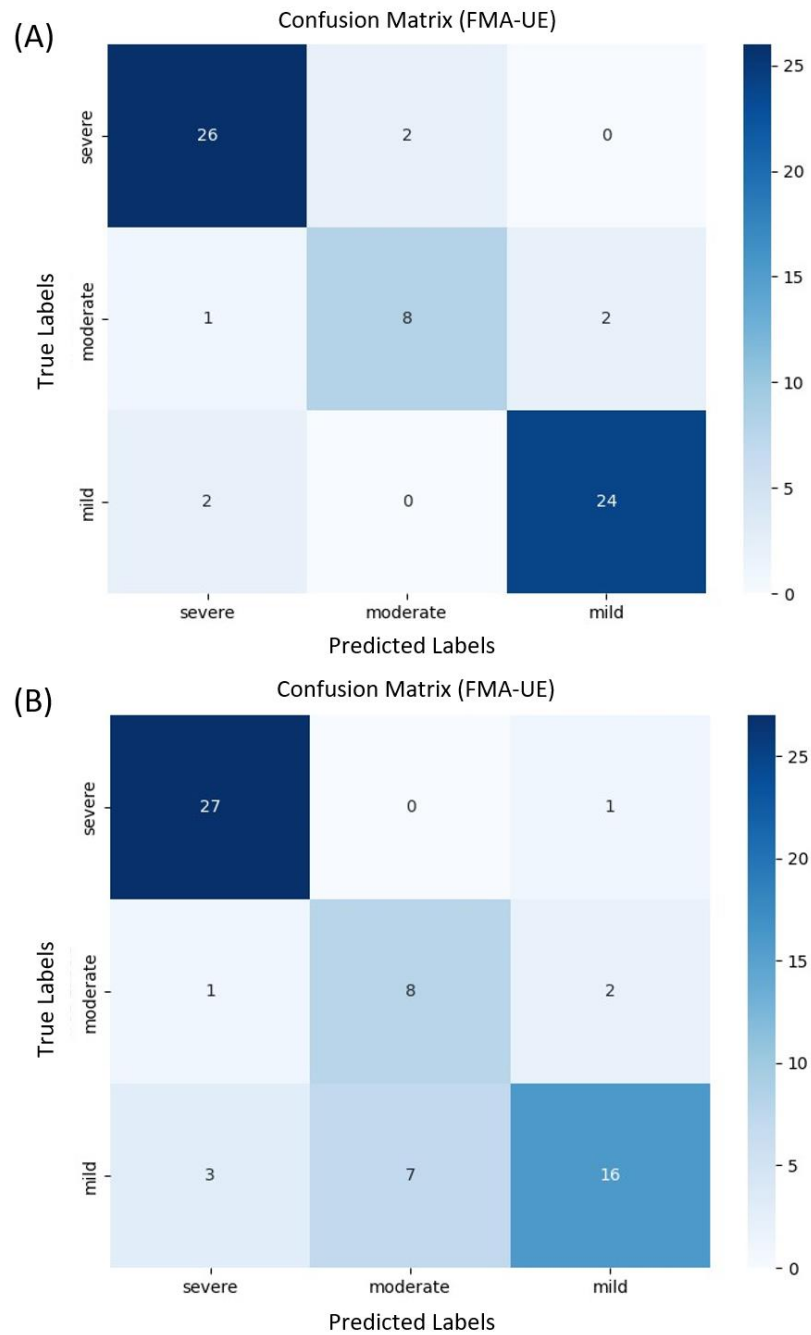 (A)
Confusion Matrix (FMA-UE)
True Labels
severe
moderate
mild
26 2 0
1 8 2
2 0 24
severe moderate mild
Predicted Labels
25
20
15
10
5
0
(B)
Confusion Matrix (FMA-UE)
True Labels
severe
moderate
mild
27 0 1
1 8 2
3 7 16
severe moderate mild
Predicted Labels
25
20
15
10
5
0